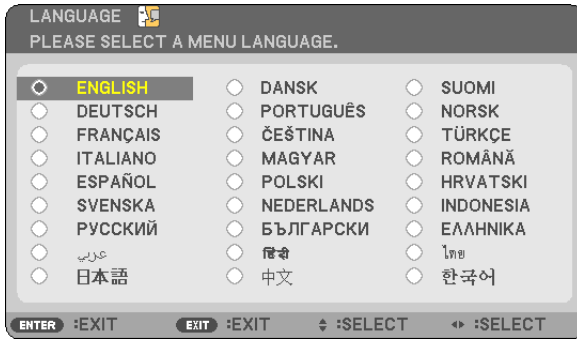 LANGUAGE
PLEASE SELECT A MENU LANGUAGE.
ENGLISH DANSK SUOMI
DEUTSCH PORTUGUÊS NORSK
FRANÇAIS ČEŠTINA TÜRKÇE
ITALIANO MAGYAR ROMÂNĂ
ESPAÑOL POLSKI HRVATSKI
SVENSKA NEDERLANDS INDONESIA
РУССКИЙ БЪЛГАРСКИ ΕΛΛΗΝΙΚΑ
عربي हिंदी ไทย
日本語 中文 한국어
ENTER :EXIT EXIT :EXIT :SELECT :SELECT